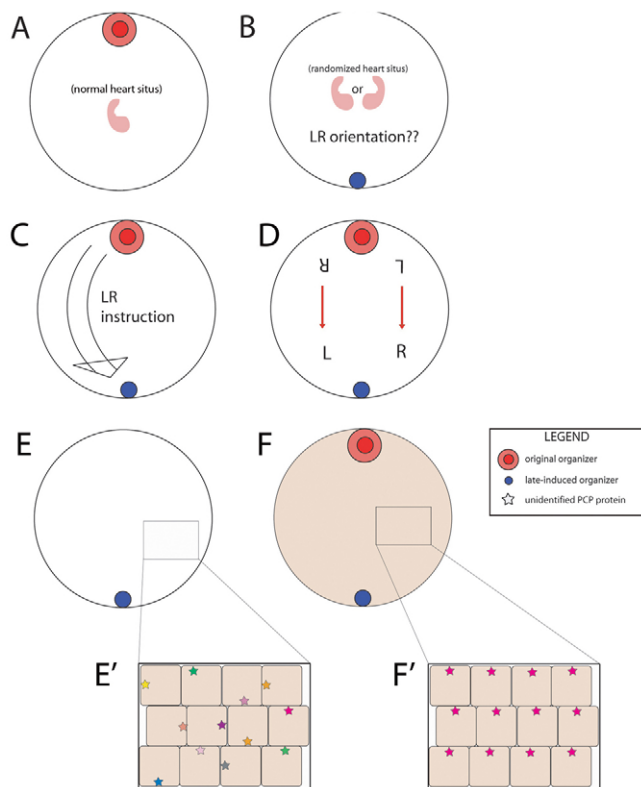 A
(normal heart situs)
B
(randomized heart situs)
or
LR orientation??
C
LR
instruction
D
R
L
L
R
E
F
LEGEND
original organizer
late-induced organizer
unidentified PCP protein
E'
F'